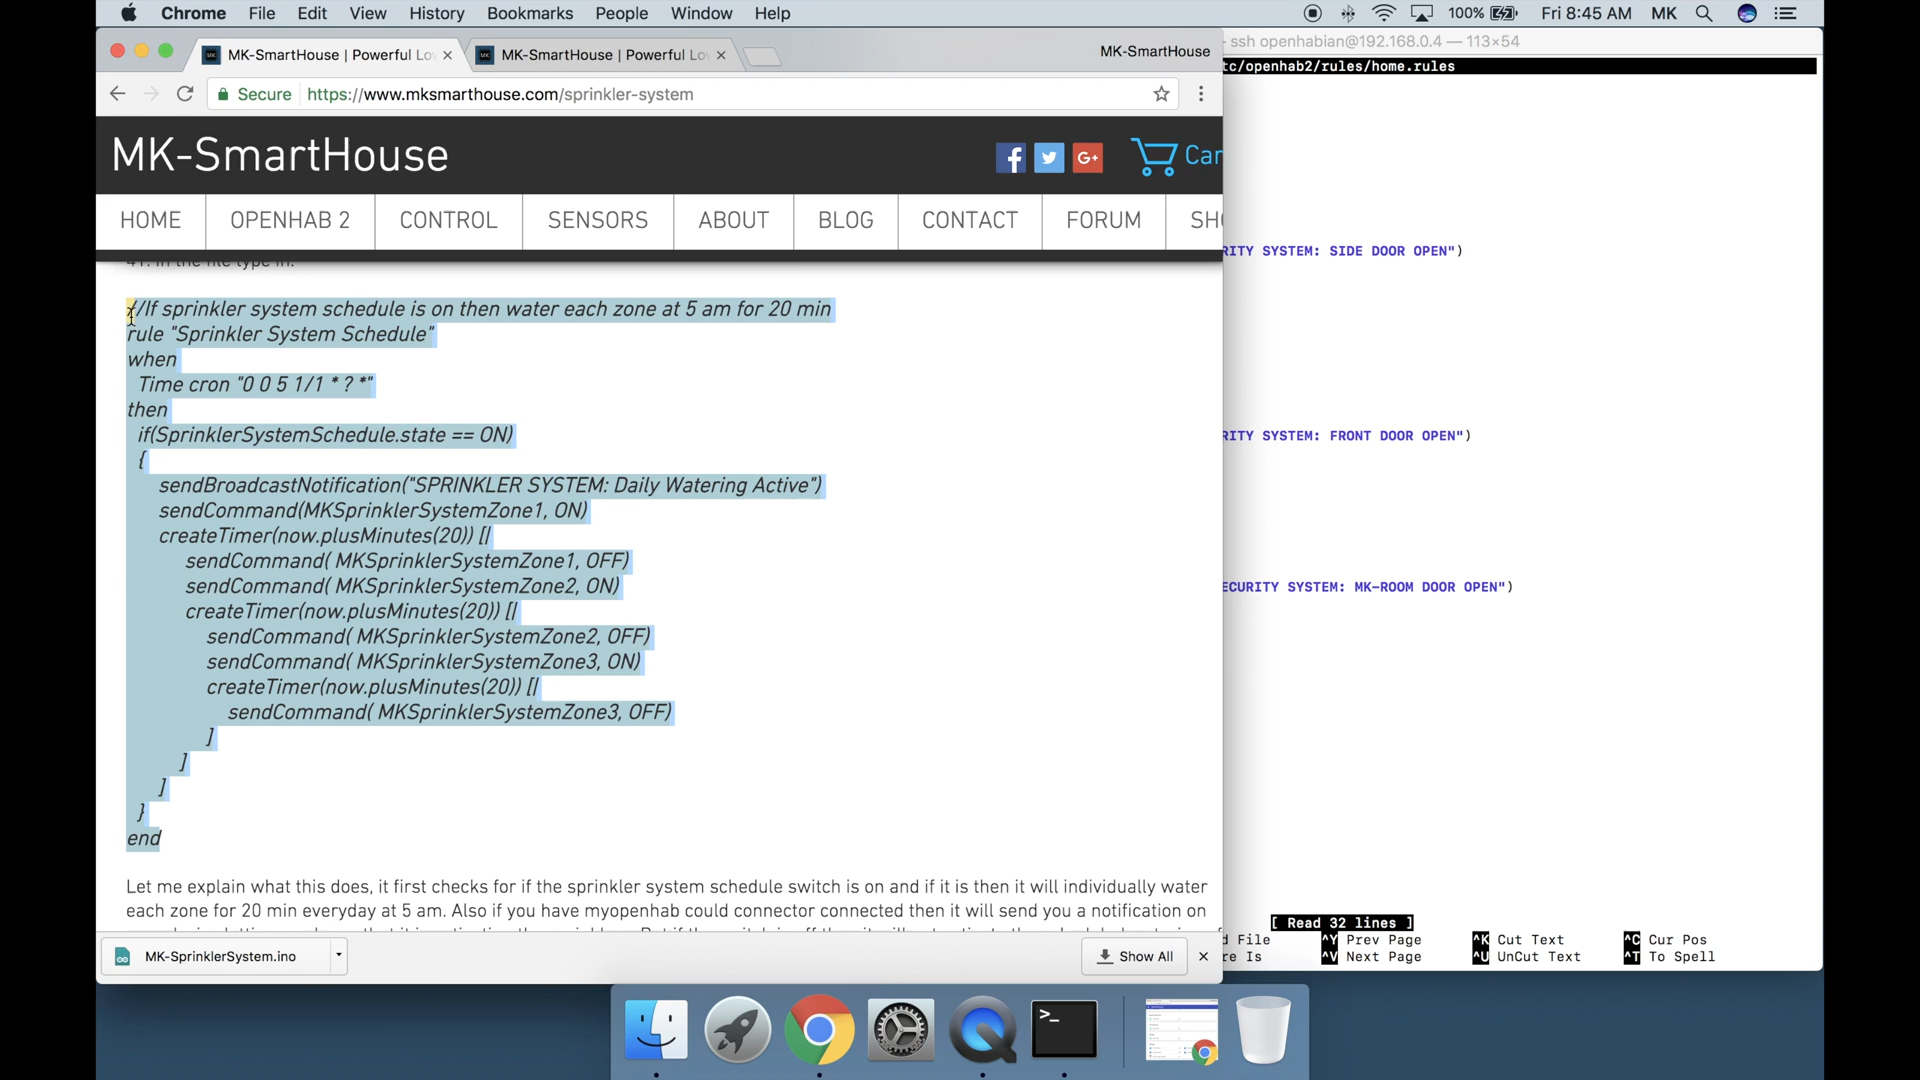 Chrome File Edit View History Bookmarks People Window Help 100% Fri 8:45 AM MK
MK-SmartHouse | Powerful Lo
MK-SmartHouse | Powerful Lo
MK-SmartHouse
Secure https://www.mksmarthouse.com/sprinkler-system
MK-SmartHouse
Car
HOME OPENHAB 2 CONTROL SENSORS ABOUT BLOG CONTACT FORUM SHO
41. In the file type in:
//If sprinkler system schedule is on then water each zone at 5 am for 20 min
rule "Sprinkler System Schedule"
when
Time cron "0 0 5 1/1 * ? *"
then
if(SprinklerSystemSchedule.state == ON)
{
sendBroadcastNotification("SPRINKLER SYSTEM: Daily Watering Active")
sendCommand(MKSprinklerSystemZone1, ON)
createTimer(now.plusMinutes(20)) [|
sendCommand( MKSprinklerSystemZone1, OFF)
sendCommand( MKSprinklerSystemZone2, ON)
createTimer(now.plusMinutes(20)) [|
sendCommand( MKSprinklerSystemZone2, OFF)
sendCommand( MKSprinklerSystemZone3, ON)
createTimer(now.plusMinutes(20)) [|
sendCommand( MKSprinklerSystemZone3, OFF)
]
]
]
}
end
Let me explain what this does, it first checks for if the sprinkler system schedule switch is on and if it is then it will individually water
each zone for 20 min everyday at 5 am. Also if you have myopenhab could connector connected then it will send you a notification on
MK-SprinklerSystem.ino
Show All
- ssh openhabian@192.168.0.4 — 113×54
tc/openhab2/rules/home.rules
RITY SYSTEM: SIDE DOOR OPEN")
RITY SYSTEM: FRONT DOOR OPEN")
ECURITY SYSTEM: MK-ROOM DOOR OPEN")
[ Read 32 lines ]
d File ^Y Prev Page ^K Cut Text ^C Cur Pos
re Is ^V Next Page ^U UnCut Text ^T To Spell